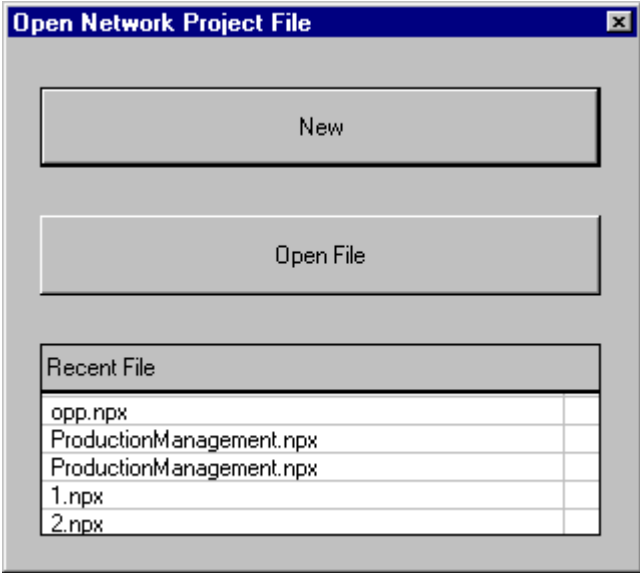 Open Network Project File
New
Open File
Recent File
opp.npx
ProductionManagement.npx
ProductionManagement.npx
1.npx
2.npx